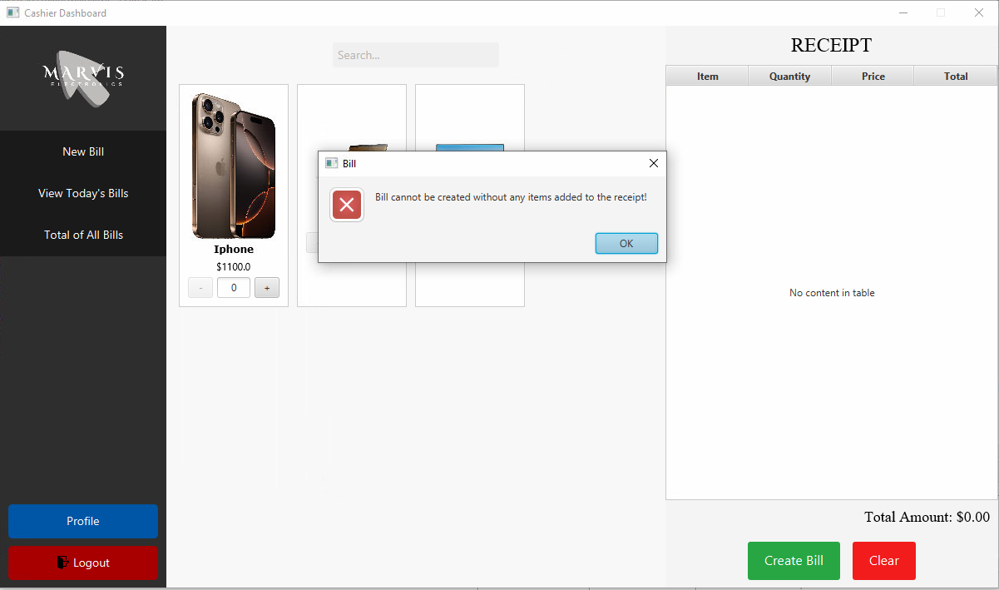 Cashier Dashboard
MARVIS
ELECTRONICS
New Bill
View Today's Bills
Total of All Bills
Profile
Logout
Search...
Iphone
$1100.0
-
0
+
Bill
Bill cannot be created without any items added to the receipt!
OK
RECEIPT
Item Quantity Price Total
No content in table
Total Amount: $0.00
Create Bill
Clear